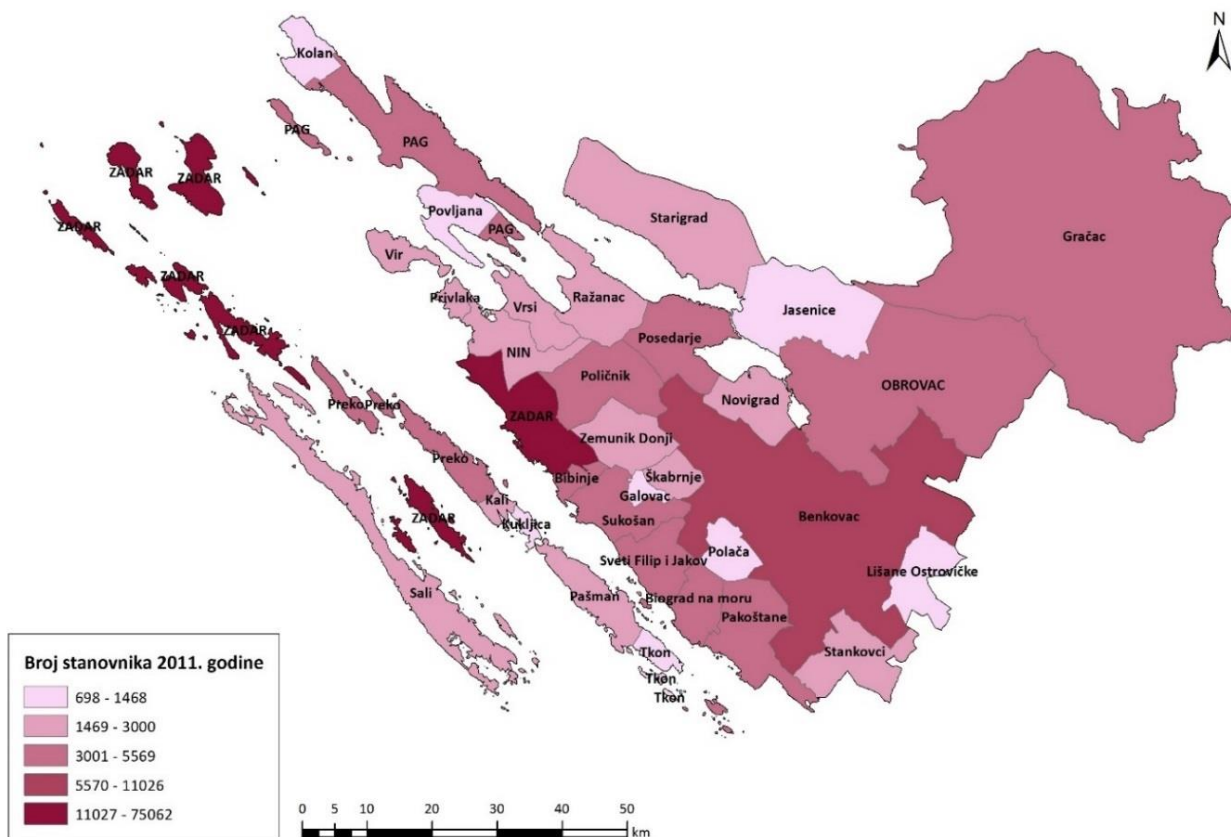 N
Kolan
PAG
PAG
ZADAR
ZADAR
Povljana
PAG
Starigrad
Gračac
ZADAR
Vir
ZADAR
Privlaka
Vrsi
Ražanac
Jasenice
ZADAR
NIN
Posedarje
Poličnik
OBROVAC
Preko
Preko
ZADAR
Novigrad
Zemunik Donji
Preko
Bibinje
Škabrnje
Galovac
Kali
ZADAR
Kukljica
Sukošan
Benkovac
Polača
Sveti Filip i Jakov
Lišane Ostrovičke
Sali
Pašman
Biograd na moru
Pakoštane
Tkon
Stankovci
Tkon
Tkon
Broj stanovnika 2011. godine
698 - 1468
1469 - 3000
3001 - 5569
5570 - 11026
11027 - 75062
0 5 10 20 30 40 50
km